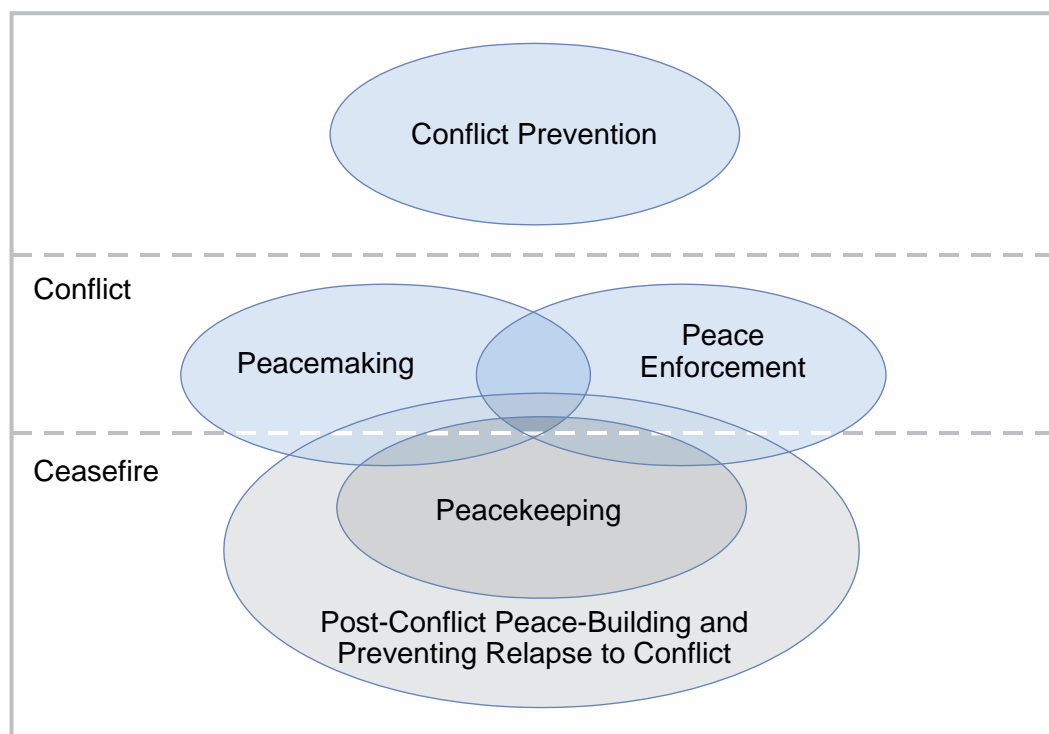 Conflict Prevention
Conflict
Peacemaking
Peace
Enforcement
Ceasefire
Peacekeeping
Post-Conflict Peace-Building and
Preventing Relapse to Conflict